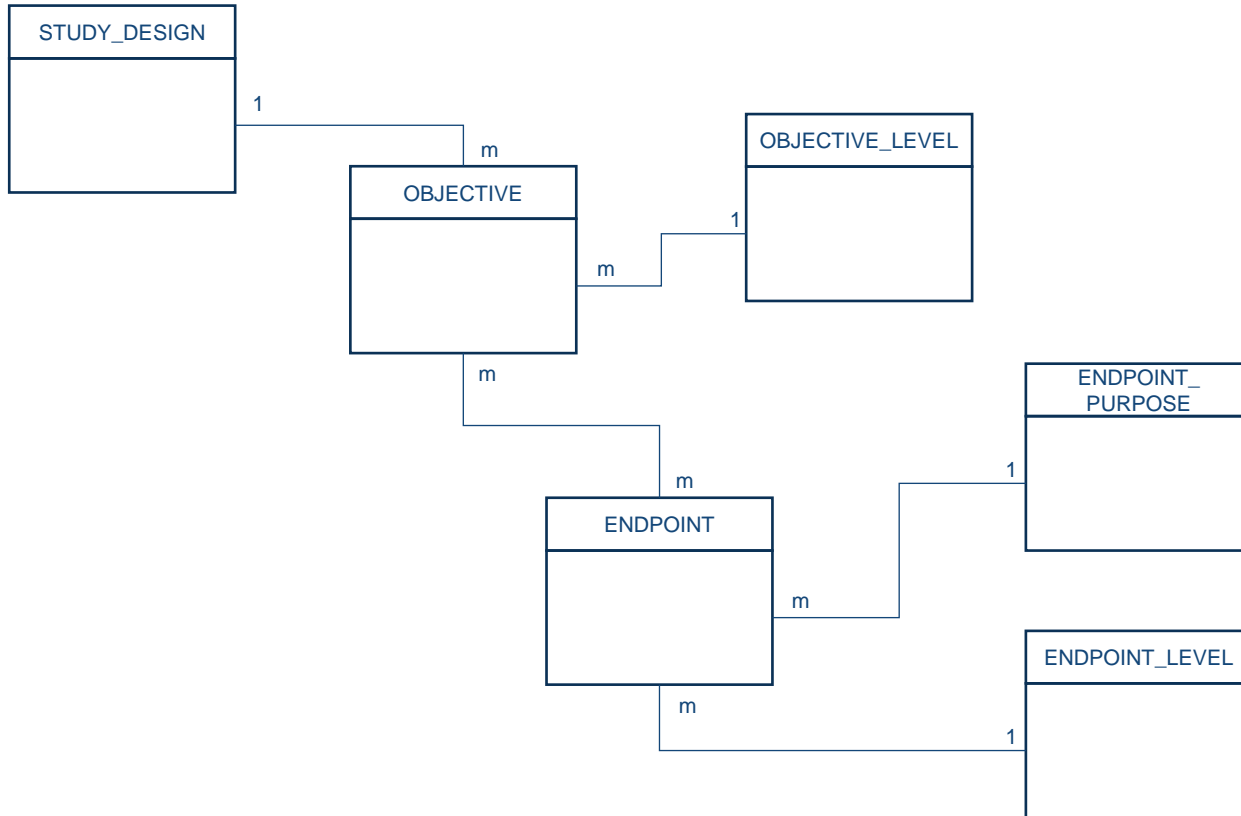 STUDY_DESIGN
1
m
OBJECTIVE
OBJECTIVE_LEVEL
1
m
m
ENDPOINT_
PURPOSE
1
m
ENDPOINT
m
ENDPOINT_LEVEL
m
1